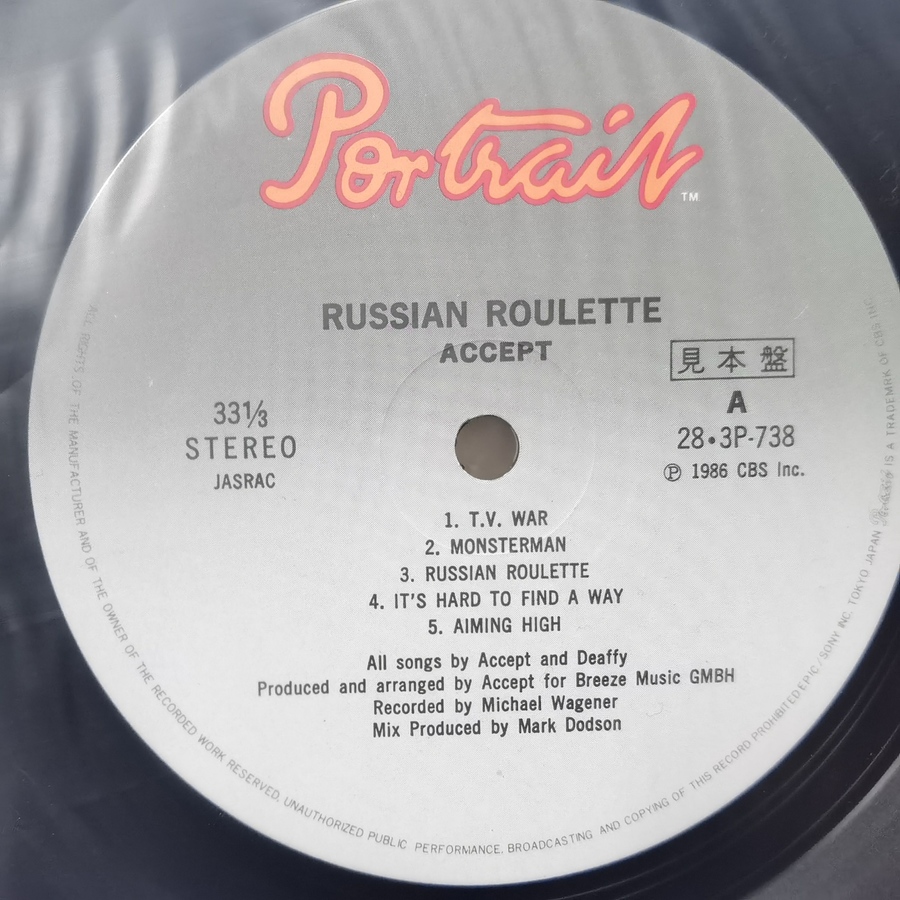 Portrait TM
RUSSIAN ROULETTE
ACCEPT
見本盤
33⅓
STEREO
JASRAC
A
28•3P-738
Ⓟ 1986 CBS Inc.
1. T.V. WAR
2. MONSTERMAN
3. RUSSIAN ROULETTE
4. IT'S HARD TO FIND A WAY
5. AIMING HIGH
All songs by Accept and Deaffy
Produced and arranged by Accept for Breeze Music GMBH
Recorded by Michael Wagener
Mix Produced by Mark Dodson
RIGHTS OF THE MANUFACTURER AND OF THE OWNER OF THE RECORDED WORK RESERVED. UNAUTHORIZED PUBLIC PERFORMANCE. BROADCASTING AND COPYING OF THIS RECORD PROHIBITED EPIC/SONY INC. TOKYO JAPAN IS A TRADEMRK OF CBS INC.